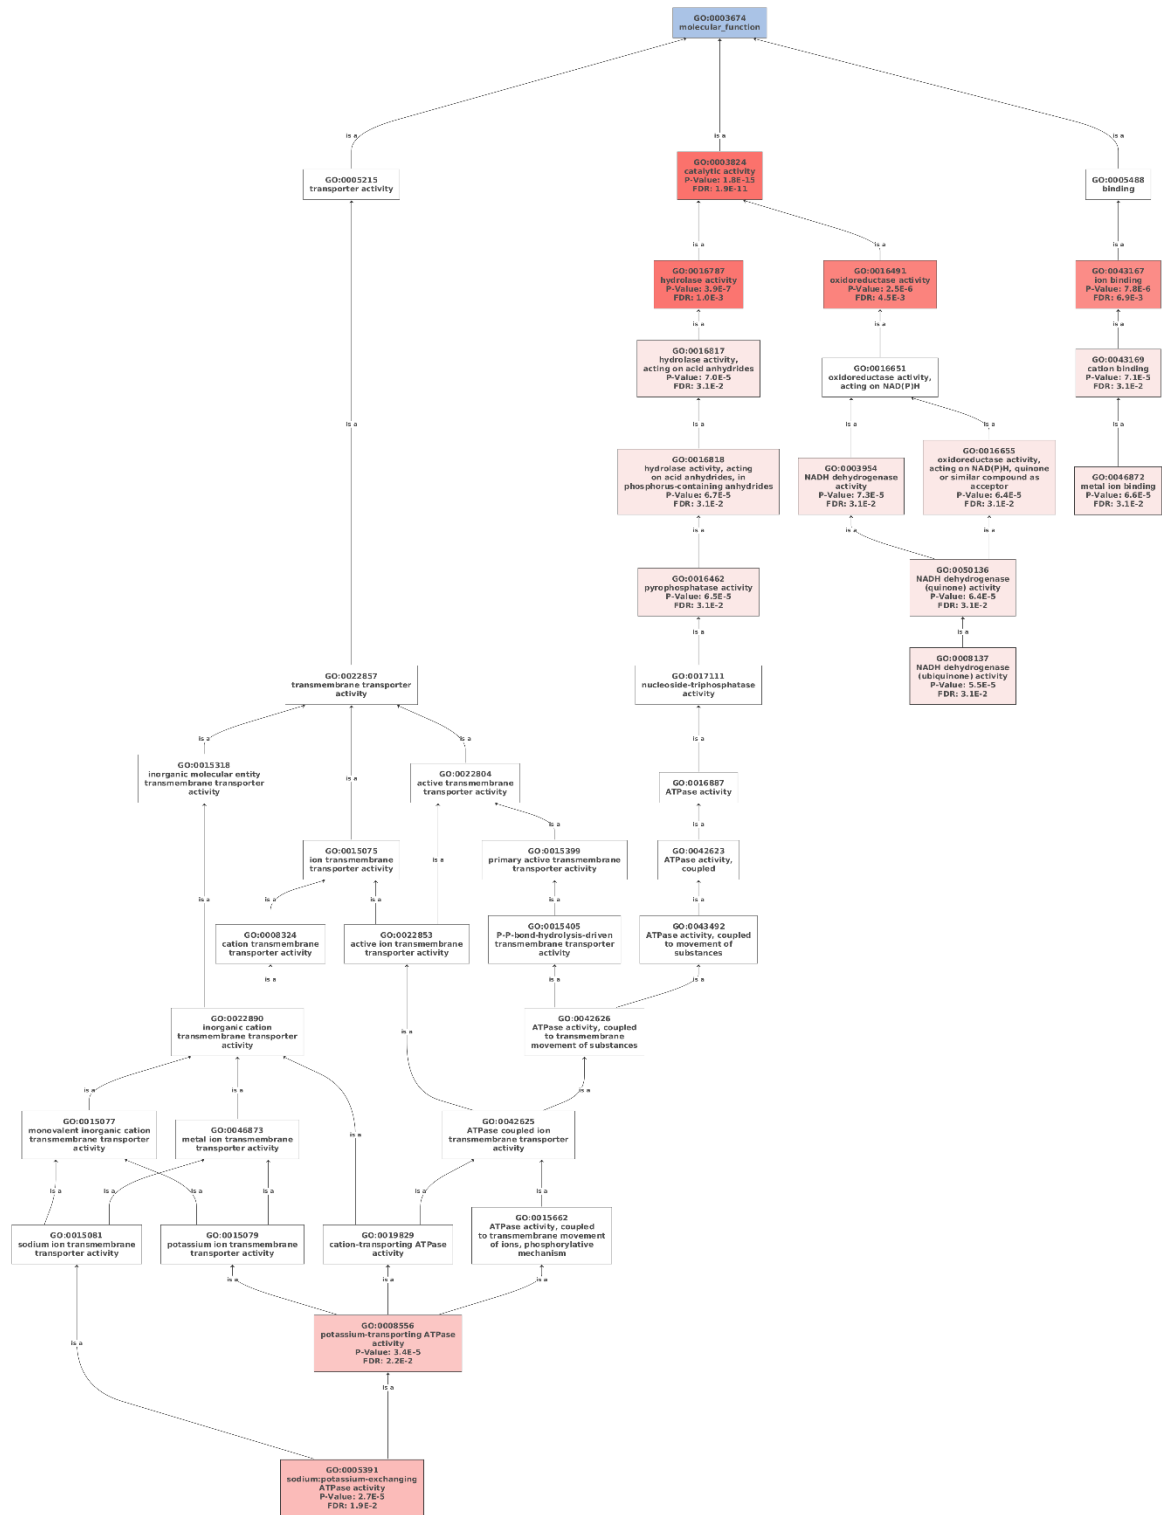 GO:0003674
molecular_function
is a
is a
is a
GO:0003824
catalytic activity
P-Value: 1.8E-15
FDR: 1.9E-11
GO:0005215
transporter activity
GO:0005488
binding
is a
is a
is a
GO:0016787
hydrolase activity
P-Value: 3.9E-7
FDR: 1.0E-3
GO:0016491
oxidoreductase activity
P-Value: 2.5E-6
FDR: 4.5E-3
GO:0043167
ion binding
P-Value: 7.8E-6
FDR: 6.9E-3
is a
is a
is a
GO:0016817
hydrolase activity,
acting on acid anhydrides
P-Value: 7.0E-5
FDR: 3.1E-2
GO:0016651
oxidoreductase activity,
acting on NAD(P)H
GO:0043169
cation binding
P-Value: 7.1E-5
FDR: 3.1E-2
is a
is a
is a
is a
is a
GO:0016818
hydrolase activity, acting
on acid anhydrides, in
phosphorus-containing anhydrides
P-Value: 6.7E-5
FDR: 3.1E-2
GO:0003954
NADH dehydrogenase
activity
P-Value: 7.3E-5
FDR: 3.1E-2
GO:0016655
oxidoreductase activity,
acting on NAD(P)H, quinone
or similar compound as
acceptor
P-Value: 6.4E-5
FDR: 3.1E-2
GO:0046872
metal ion binding
P-Value: 6.6E-5
FDR: 3.1E-2
is a
is a
is a
GO:0016462
pyrophosphatase activity
P-Value: 6.5E-5
FDR: 3.1E-2
GO:0050136
NADH dehydrogenase
(quinone) activity
P-Value: 6.4E-5
FDR: 3.1E-2
is a
is a
GO:0008137
NADH dehydrogenase
(ubiquinone) activity
P-Value: 5.5E-5
FDR: 3.1E-2
GO:0022857
transmembrane transporter
activity
GO:0017111
nucleoside-triphosphatase
activity
is a
is a
is a
is a
GO:0015318
inorganic molecular entity
transmembrane transporter
activity
GO:0022804
active transmembrane
transporter activity
GO:0016887
ATPase activity
is a
is a
is a
GO:0015075
ion transmembrane
transporter activity
GO:0015399
primary active transmembrane
transporter activity
GO:0042623
ATPase activity,
coupled
is a
is a
is a
is a
is a
GO:0008324
cation transmembrane
transporter activity
GO:0022853
active ion transmembrane
transporter activity
GO:0015405
P-P-bond-hydrolysis-driven
transmembrane transporter
activity
GO:0043492
ATPase activity, coupled
to movement of
substances
is a
is a
is a
GO:0022890
inorganic cation
transmembrane transporter
activity
GO:0042626
ATPase activity, coupled
to transmembrane
movement of substances
is a
is a
is a
is a
GO:0015077
monovalent inorganic cation
transmembrane transporter
activity
GO:0046873
metal ion transmembrane
transporter activity
is a
GO:0042625
ATPase coupled ion
transmembrane transporter
activity
is a
is a
is a
is a
is a
is a
GO:0015081
sodium ion transmembrane
transporter activity
GO:0015079
potassium ion transmembrane
transporter activity
GO:0019829
cation-transporting ATPase
activity
GO:0015662
ATPase activity, coupled
to transmembrane movement
of ions, phosphorylative
mechanism
is a
is a
is a
GO:0008556
potassium-transporting ATPase
activity
P-Value: 3.4E-5
FDR: 2.2E-2
is a
is a
GO:0005391
sodium:potassium-exchanging
ATPase activity
P-Value: 2.7E-5
FDR: 1.9E-2